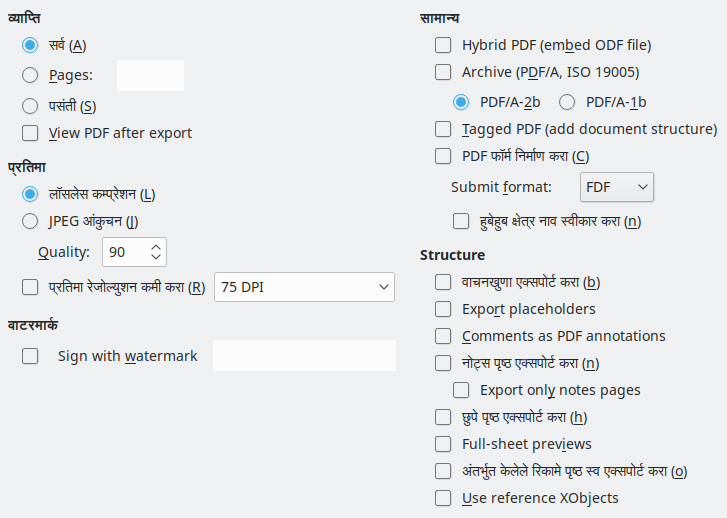 व्याप्ति
सर्व (A)
Pages:
पसंती (S)
View PDF after export
प्रतिमा
लॉसलेस कम्प्रेशन (L)
JPEG आंकुचन (J)
Quality: 90
प्रतिमा रेजोल्युशन कमी करा (R) 75 DPI
वाटरमार्क
Sign with watermark
सामान्य
Hybrid PDF (embed ODF file)
Archive (PDF/A, ISO 19005)
PDF/A-2b PDF/A-1b
Tagged PDF (add document structure)
PDF फॉर्म निर्माण करा (C)
Submit format: FDF
हुबेहुब क्षेत्र नाव स्वीकार करा (n)
Structure
वाचनखुणा एक्सपोर्ट करा (b)
Export placeholders
Comments as PDF annotations
नोट्स पृष्ठ एक्सपोर्ट करा (n)
Export only notes pages
छुपे पृष्ठ एक्सपोर्ट करा (h)
Full-sheet previews
अंतर्भुत केलेले रिकामे पृष्ठ स्व एक्सपोर्ट करा (o)
Use reference XObjects